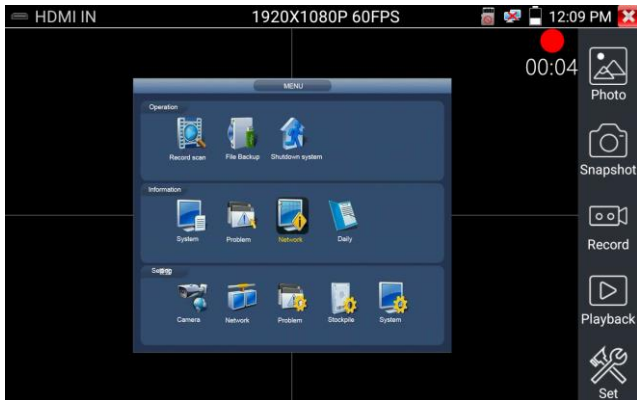 HDMI IN 1920X1080P 60FPS 12:09 PM
00:04
Photo
Snapshot
Record
Playback
Set
MENU
Operation
Record scan File Backup Shutdown system
Information
System Problem Network Daily
Setting
Camera Network Problem Stockpile System